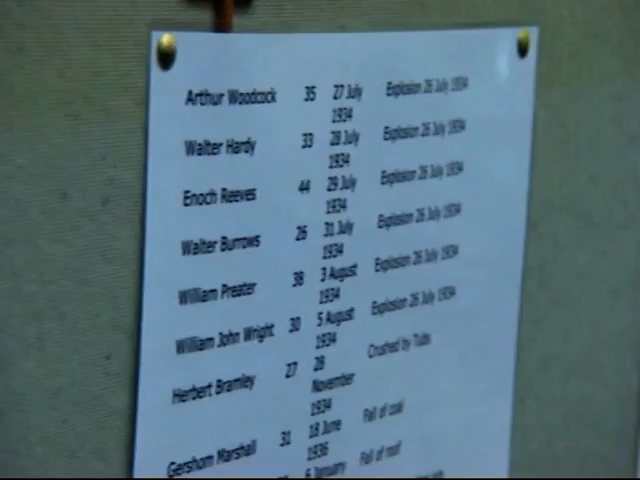 Arthur Woodcock 35 27 July Explosion 26 July 1934
1934
Walter Hardy 33 28 July Explosion 26 July 1934
1934
Enoch Reeves 44 29 July Explosion 26 July 1934
1934
Walter Burrows 26 31 July Explosion 26 July 1934
1934
William Preater 38 3 August Explosion 26 July 1934
1934
William John Wright 30 5 August Explosion 26 July 1934
1934
Herbert Bramley 27 28 Crushed by Tubs
November
1934
Gershom Marshall 31 18 June Fall of coal
1936
6 January Fall of roof